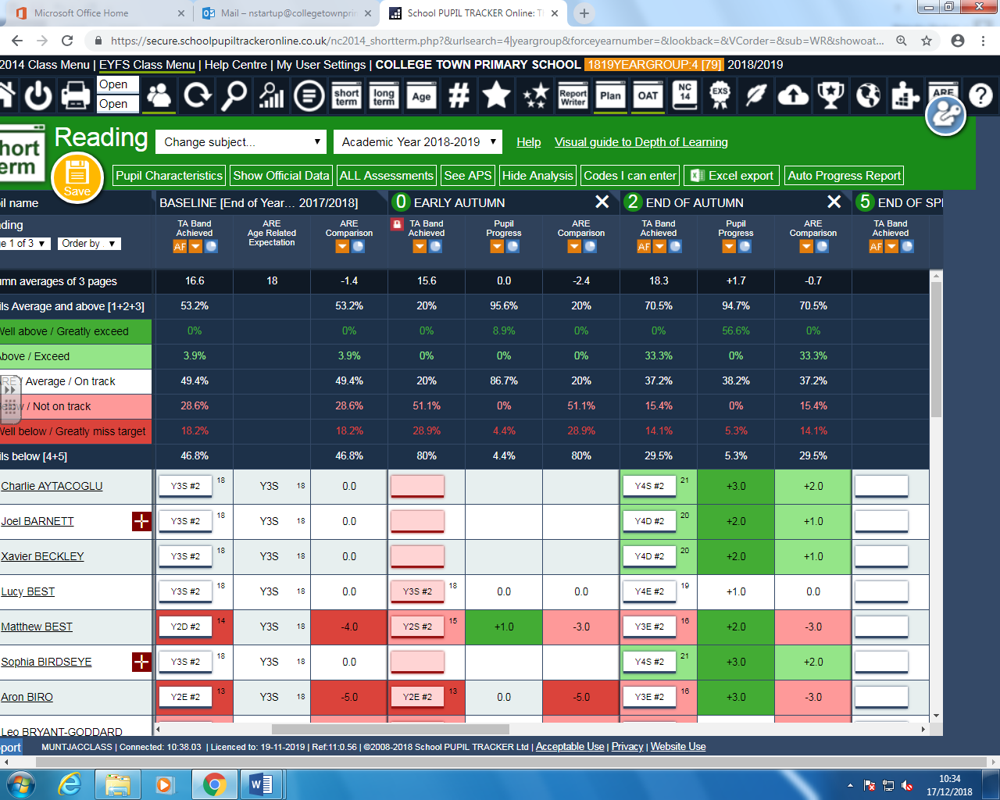 Microsoft Office Home
Mail – nstartup@collegetownprim
School PUPIL TRACKER Online: Th
https://secure.schoolpupiltrackeronline.co.uk/nc2014_shortterm.php?&urlsearch=4|yeargroup&forceyearnumber=&lookback=&VCorder=&sub=WR&showoat...
2014 Class Menu | EYFS Class Menu | Help Centre | My User Settings | COLLEGE TOWN PRIMARY SCHOOL 1819YEARGROUP:4 [79] 2018/2019
Open
Open
short term
long term
Age
#
Report Writer
Plan
OAT
NC 14
EXS
ARE
?
hort term
Reading
Change subject...
Academic Year 2018-2019
Help
Visual guide to Depth of Learning
Save
Pupil Characteristics
Show Official Data
ALL Assessments
See APS
Hide Analysis
Codes I can enter
Excel export
Auto Progress Report
pil name
BASELINE [End of Year... 2017/2018]
0 EARLY AUTUMN
2 END OF AUTUMN
5 END OF SPI
ding
e 1 of 3
Order by
TA Band Achieved
ARE Age Related Expectation
ARE Comparison
TA Band Achieved
Pupil Progress
ARE Comparison
TA Band Achieved
Pupil Progress
ARE Comparison
TA Band Achieved
AF
AF
AF
umn averages of 3 pages 16.6 18 -1.4 15.6 0.0 -2.4 18.3 +1.7 -0.7
ils Average and above [1+2+3] 53.2% 53.2% 20% 95.6% 20% 70.5% 94.7% 70.5%
Well above / Greatly exceed 0% 0% 0% 8.9% 0% 0% 56.6% 0%
Above / Exceed 3.9% 3.9% 0% 0% 0% 33.3% 0% 33.3%
ARE / Average / On track 49.4% 49.4% 20% 86.7% 20% 37.2% 38.2% 37.2%
Below / Not on track 28.6% 28.6% 51.1% 0% 51.1% 15.4% 0% 15.4%
Well below / Greatly miss target 18.2% 18.2% 28.9% 4.4% 28.9% 14.1% 5.3% 14.1%
ils below [4+5] 46.8% 46.8% 80% 4.4% 80% 29.5% 5.3% 29.5%
Charlie AYTACOGLU Y3S #2 18 Y3S 18 0.0 Y4S #2 21 +3.0 +2.0
Joel BARNETT Y3S #2 18 Y3S 18 0.0 Y4D #2 20 +2.0 +1.0
Xavier BECKLEY Y3S #2 18 Y3S 18 0.0 Y4D #2 20 +2.0 +1.0
Lucy BEST Y3S #2 18 Y3S 18 0.0 Y3S #2 18 0.0 0.0 Y4E #2 19 +1.0 0.0
Matthew BEST Y2D #2 14 Y3S 18 -4.0 Y2S #2 15 +1.0 -3.0 Y3E #2 16 +2.0 -3.0
Sophia BIRDSEYE Y3S #2 18 Y3S 18 0.0 Y4S #2 21 +3.0 +2.0
Aron BIRO Y2E #2 13 Y3S 18 -5.0 Y2E #2 13 0.0 -5.0 Y3E #2 16 +3.0 -3.0
Leo BRYANT-GODDARD
port
MUNTJACCLASS | Connected: 10:38.03 | Licenced to: 19-11-2019 | Ref:11:0.56 | ©2008-2018 School PUPIL TRACKER Ltd | Acceptable Use | Privacy | Website Use
10:34
17/12/2018